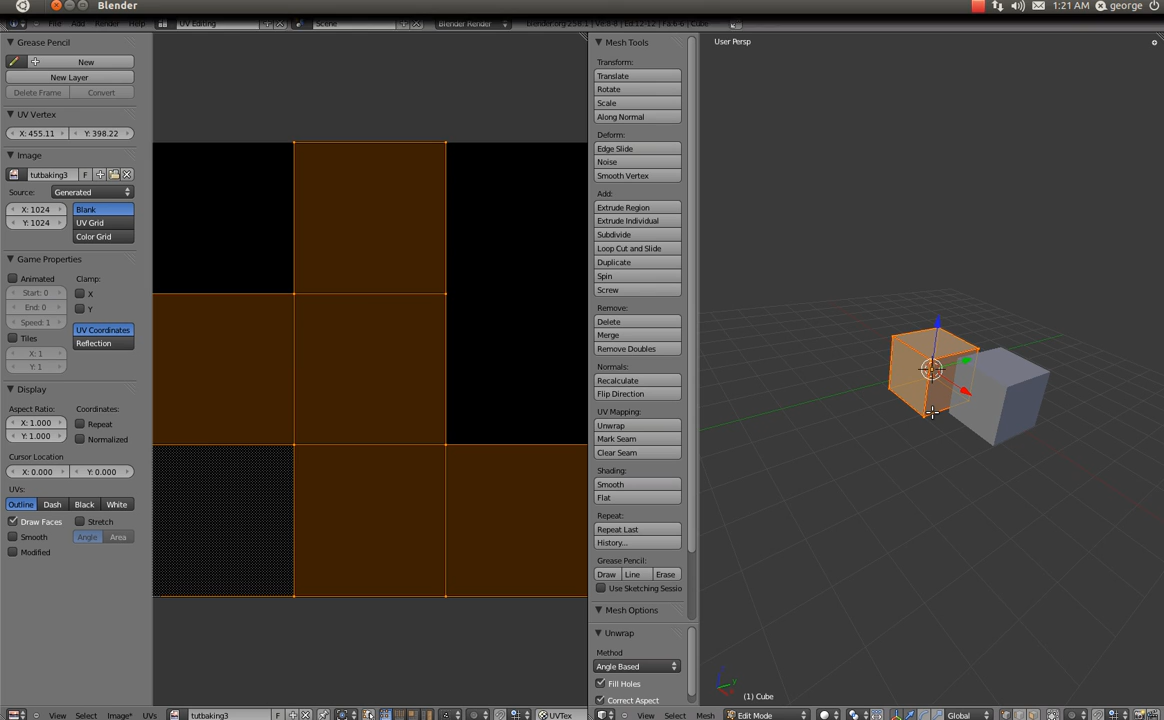 Blender
1:21 AM george
File Add Render Help UV Editing Scene Blender Render
Grease Pencil
New
New Layer
Delete Frame Convert
UV Vertex
X: 455.11 Y: 398.22
Image
tutbaking3 F
Source: Generated
X: 1024 Blank
Y: 1024 UV Grid
Color Grid
Game Properties
Animated Clamp:
Start: 0 X
End: 0 Y
Speed: 1
UV Coordinates
Tiles Reflection
X: 1
Y: 1
Display
Aspect Ratio: Coordinates:
X: 1.000 Repeat
Y: 1.000 Normalized
Cursor Location
X: 0.000 Y: 0.000
UVs:
Outline Dash Black White
Draw Faces Stretch
Smooth Angle Area
Modified
View Select Image* UVs tutbaking3 F UVTex
Mesh Tools
Transform:
Translate
Rotate
Scale
Along Normal
Deform:
Edge Slide
Noise
Smooth Vertex
Add:
Extrude Region
Extrude Individual
Subdivide
Loop Cut and Slide
Duplicate
Spin
Screw
Remove:
Delete
Merge
Remove Doubles
Normals:
Recalculate
Flip Direction
UV Mapping:
Unwrap
Mark Seam
Clear Seam
Shading:
Smooth
Flat
Repeat:
Repeat Last
History...
Grease Pencil:
Draw Line Erase
Use Sketching Sessio
Mesh Options
Unwrap
Method
Angle Based
Fill Holes
Correct Aspect
User Persp
(1) Cube
View Select Mesh Edit Mode Global